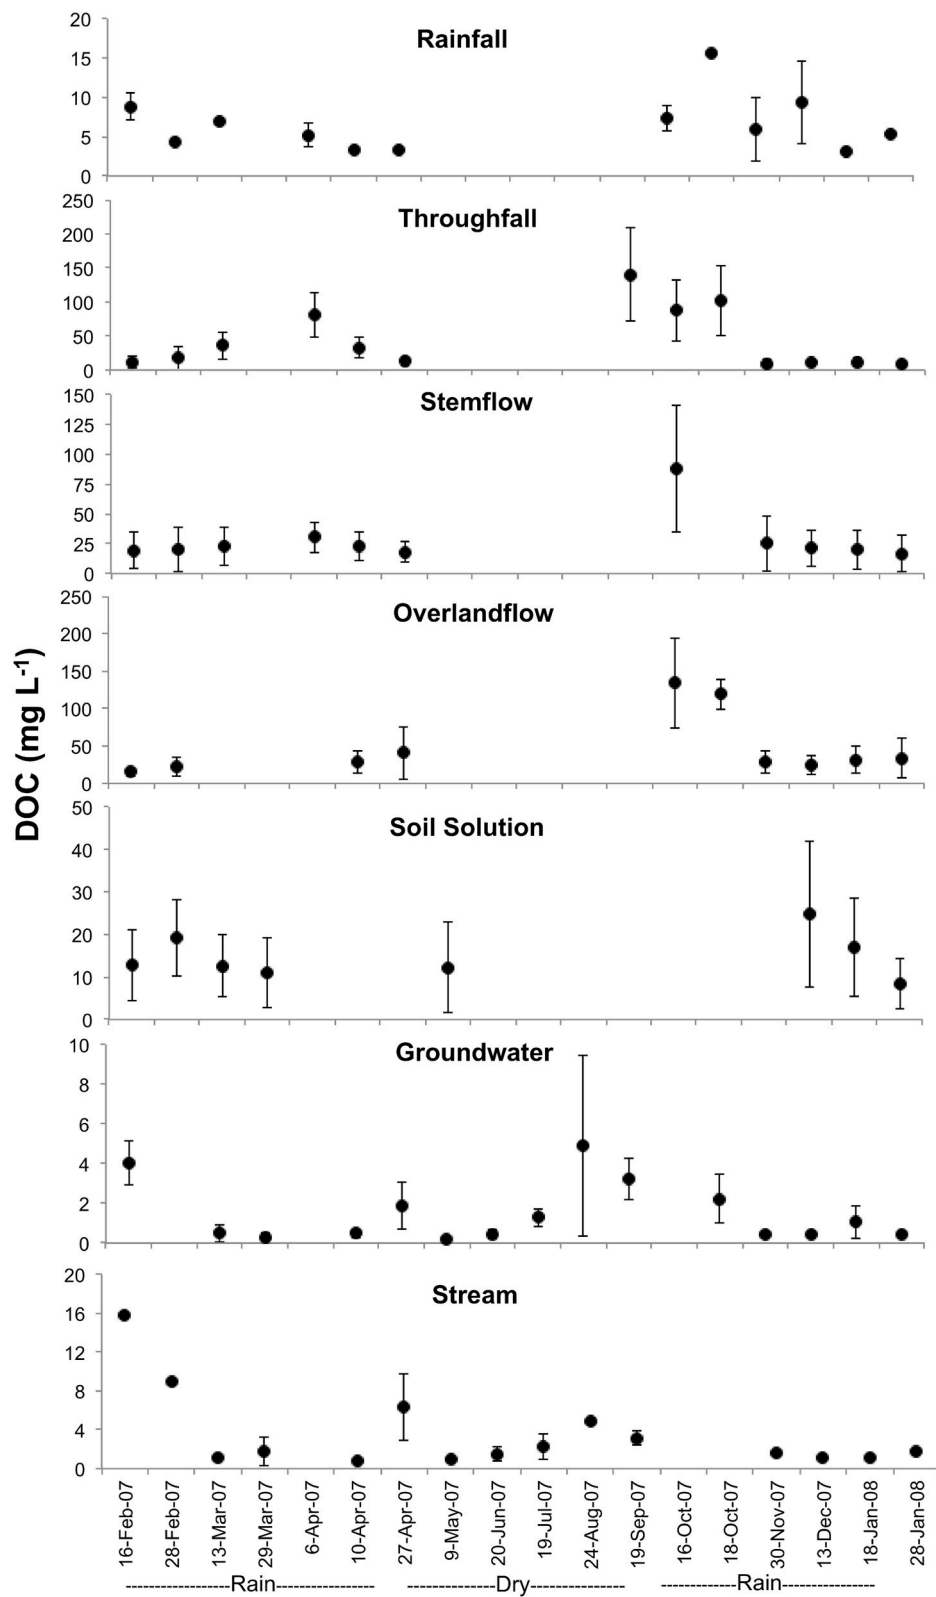 Rainfall
20
15
10
5
0
Throughfall
250
200
150
100
50
0
Stemflow
150
125
100
75
50
25
0
Overlandflow
250
200
150
100
50
0
DOC (mg L-1)
Soil Solution
50
40
30
20
10
0
Groundwater
10
8
6
4
2
0
Stream
20
16
12
8
4
0
16-Feb-07
28-Feb-07
13-Mar-07
29-Mar-07
6-Apr-07
10-Apr-07
27-Apr-07
9-May-07
20-Jun-07
19-Jul-07
24-Aug-07
19-Sep-07
16-Oct-07
18-Oct-07
30-Nov-07
13-Dec-07
18-Jan-08
28-Jan-08
Rain Dry Rain